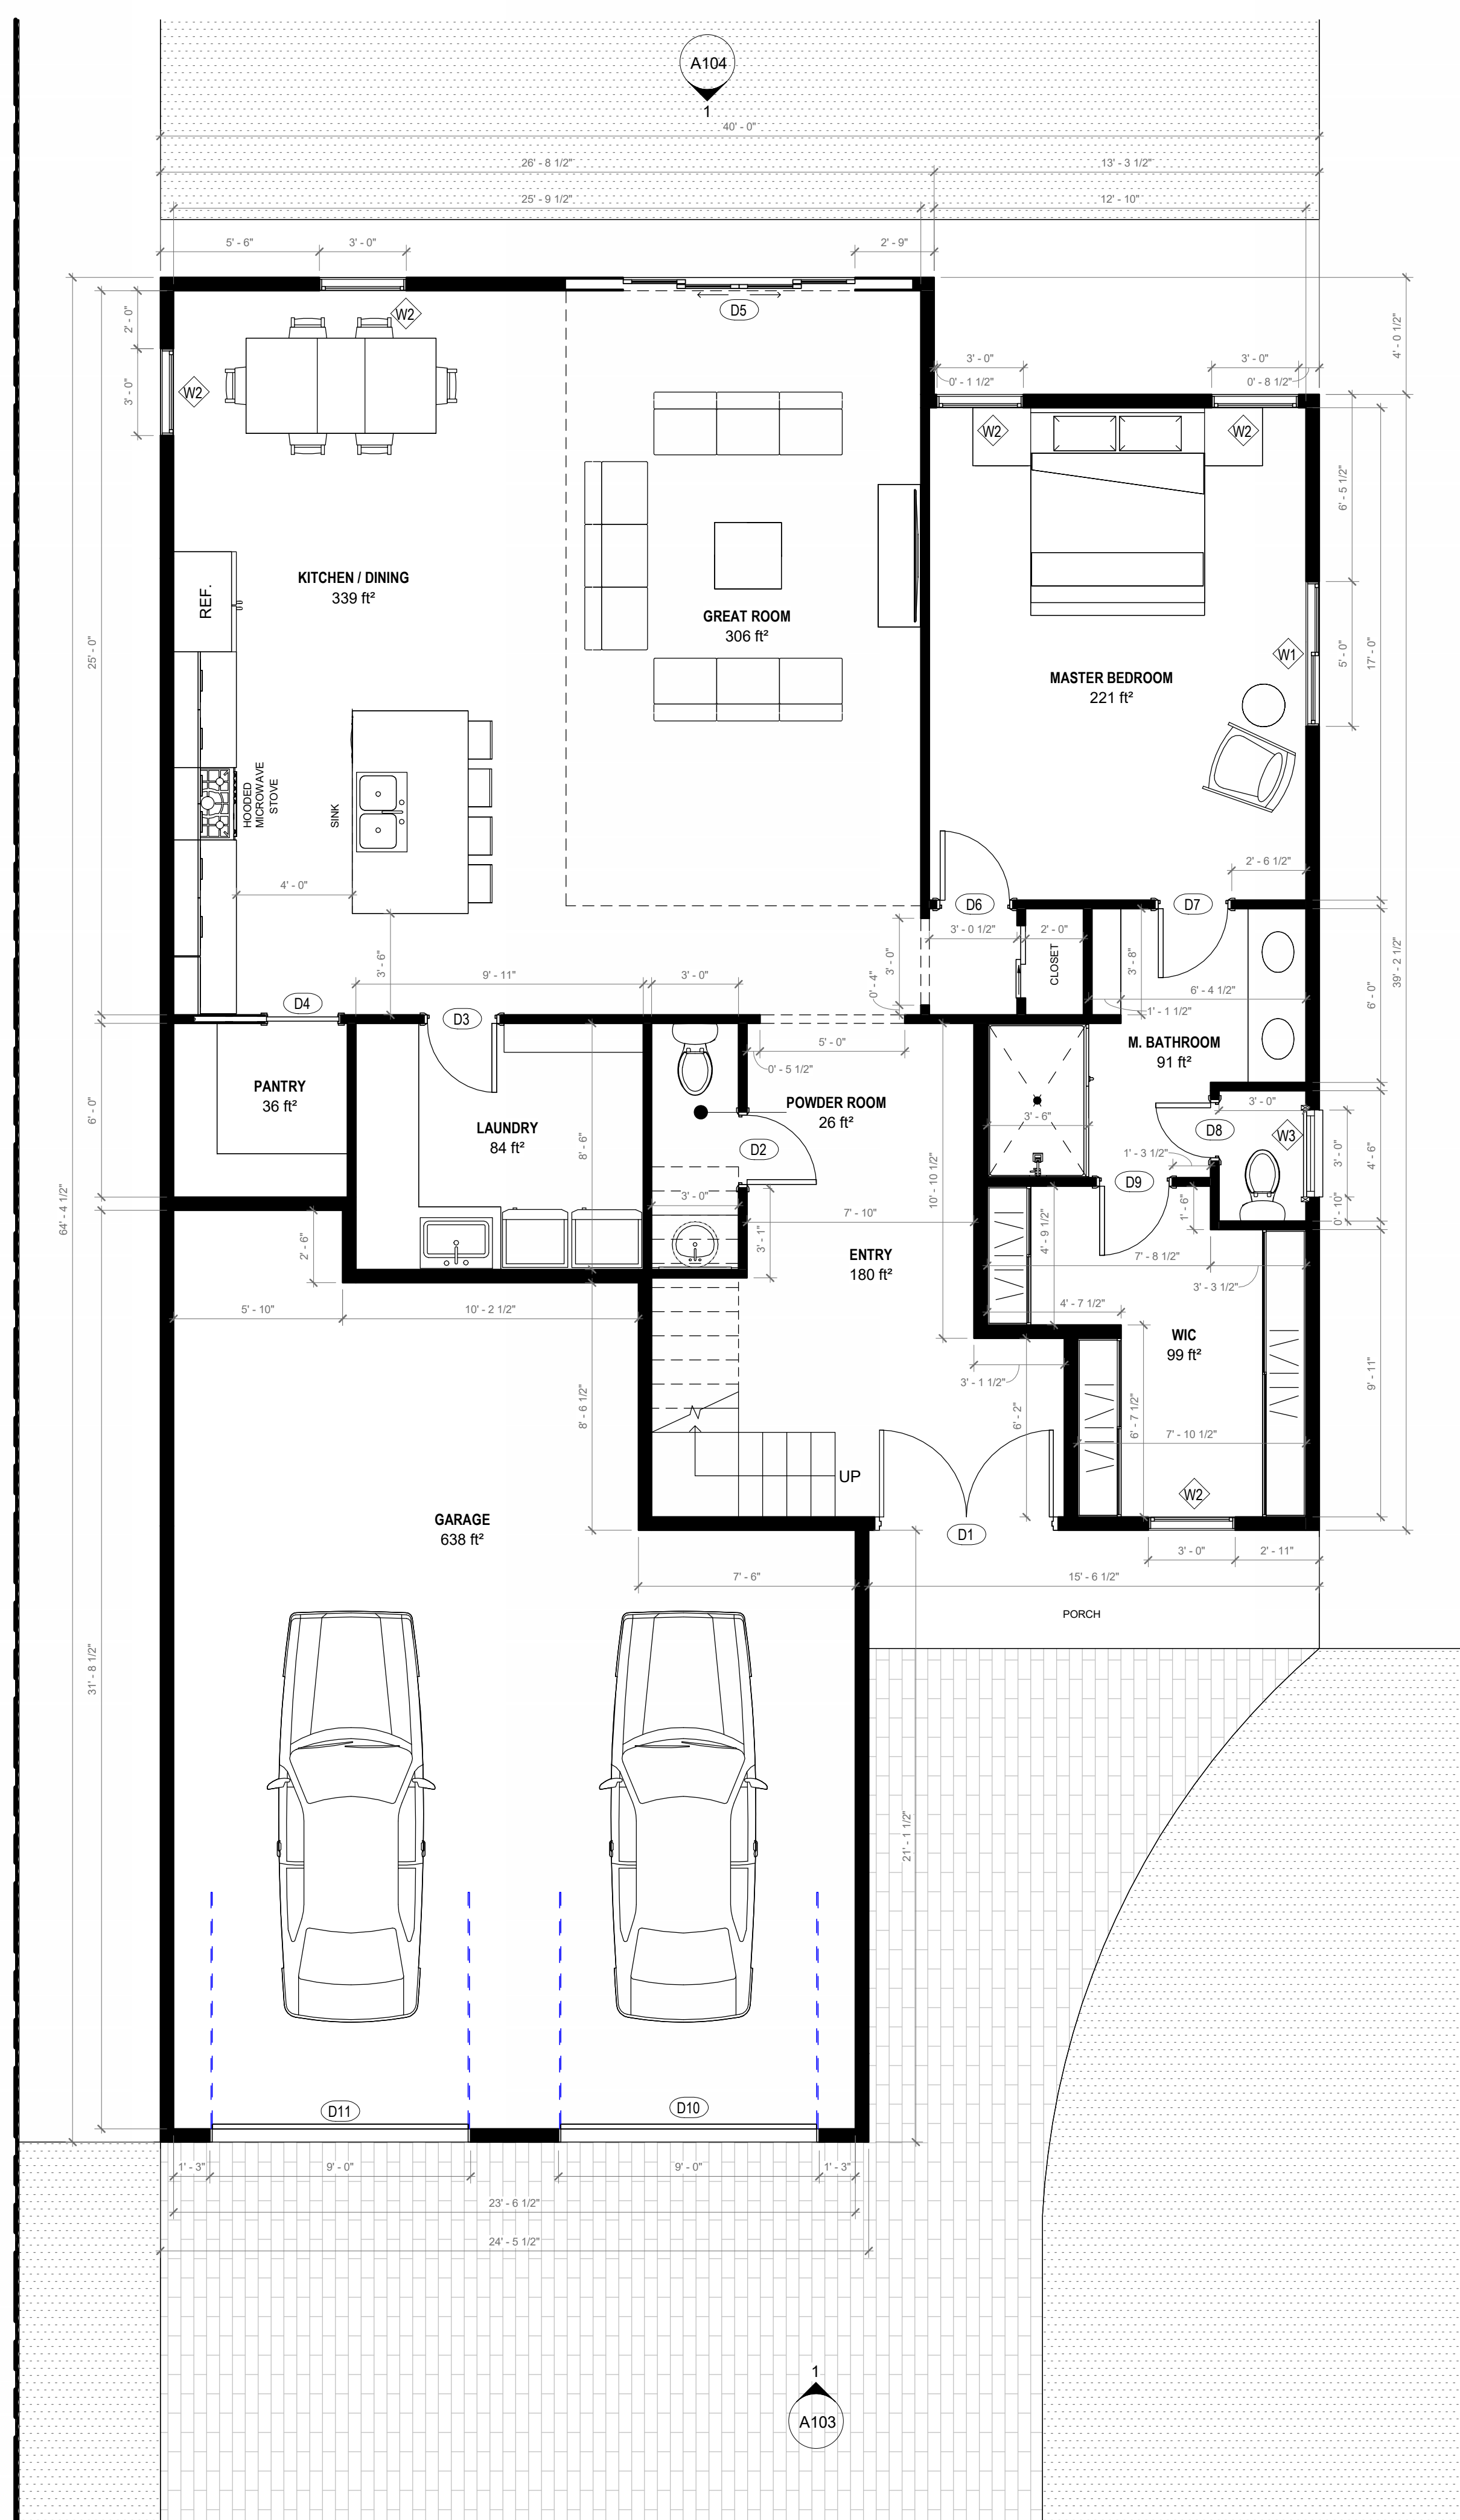 A104
1
40' - 0"
26' - 8 1/2"
13' - 3 1/2"
25' - 9 1/2"
12' - 10"
5' - 6"
3' - 0"
2' - 9"
D5
W2
2' - 0"
3' - 0"
W2
4' - 0 1/2"
3' - 0"
0' - 1 1/2"
3' - 0"
0' - 8 1/2"
W2
W2
6' - 5 1/2"
KITCHEN / DINING
339 ft²
REF.
GREAT ROOM
306 ft²
25' - 0"
W1
5' - 0"
17' - 0"
MASTER BEDROOM
221 ft²
HOODED
MICROWAVE
STOVE
SINK
4' - 0"
2' - 6 1/2"
D6
D7
3' - 6"
3' - 0"
0' - 4"
3' - 0 1/2"
2' - 0"
CLOSET
3' - 8"
39' - 2 1/2"
9' - 11"
3' - 0"
6' - 4 1/2"
1' - 1 1/2"
6' - 0"
D4
D3
5' - 0"
0' - 5 1/2"
M. BATHROOM
91 ft²
PANTRY
36 ft²
6' - 0"
LAUNDRY
84 ft²
8' - 6"
POWDER ROOM
26 ft²
D2
3' - 6"
3' - 0"
D8
W3
1' - 3 1/2"
3' - 0"
4' - 6"
D9
10' - 10 1/2"
3' - 0"
1' - 6"
0' - 10"
64' - 4 1/2"
7' - 10"
3' - 1"
4' - 9 1/2"
2' - 6"
ENTRY
180 ft²
7' - 8 1/2"
3' - 3 1/2"
5' - 10"
10' - 2 1/2"
4' - 7 1/2"
WIC
99 ft²
3' - 1 1/2"
9' - 11"
8' - 6 1/2"
6' - 2"
6' - 7 1/2"
7' - 10 1/2"
UP
W2
GARAGE
638 ft²
D1
3' - 0"
2' - 11"
7' - 6"
15' - 6 1/2"
PORCH
31' - 8 1/2"
21' - 1 1/2"
D11
D10
1' - 3"
9' - 0"
9' - 0"
1' - 3"
23' - 6 1/2"
24' - 5 1/2"
1
A103